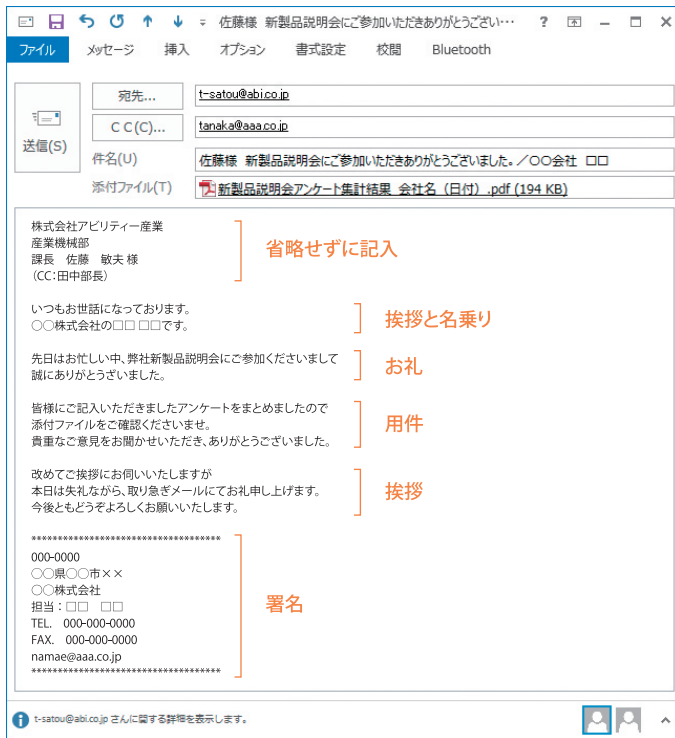 佐藤様 新製品説明会にご参加いただきありがとうござい…
ファイル メッセージ 挿入 オプション 書式設定 校閲 Bluetooth
送信(S)
宛先... t-satou@abi.co.jp
C C(C)... tanaka@aaa.co.jp
件名(U) 佐藤様 新製品説明会にご参加いただきありがとうございました。／○○会社 □□
添付ファイル(T) 新製品説明会アンケート集計結果_会社名（日付）.pdf (194 KB)
株式会社アビリティー産業
産業機械部
課長 佐藤 敏夫 様
（CC：田中部長）
省略せずに記入
いつもお世話になっております。
○○株式会社の□□ □□です。
挨拶と名乗り
先日はお忙しい中、弊社新製品説明会にご参加くださいまして
誠にありがとうざいました。
お礼
皆様にご記入いただきましたアンケートをまとめましたので
添付ファイルをご確認くださいませ。
貴重なご意見をお聞かせいただき、ありがとうございました。
用件
改めてご挨拶にお伺いいたしますが
本日は失礼ながら、取り急ぎメールにてお礼申し上げます。
今後ともどうぞよろしくお願いいたします。
挨拶
************************************
000-0000
○○県○○市××
○○株式会社
担当：□□ □□
TEL. 000-000-0000
FAX. 000-000-0000
namae@aaa.co.jp
************************************
署名
t-satou@abi.co.jp さんに関する詳細を表示します。